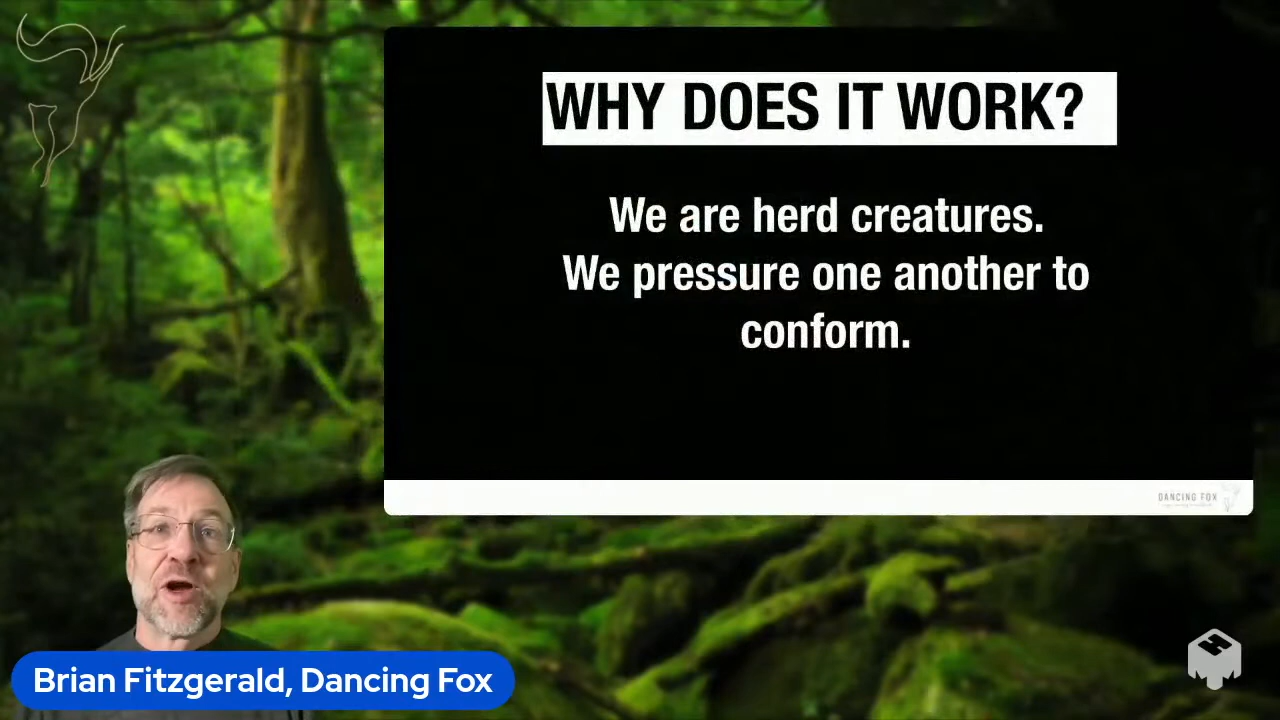 WHY DOES IT WORK?
We are herd creatures.
We pressure one another to
conform.
DANCING FOX
Brian Fitzgerald, Dancing Fox